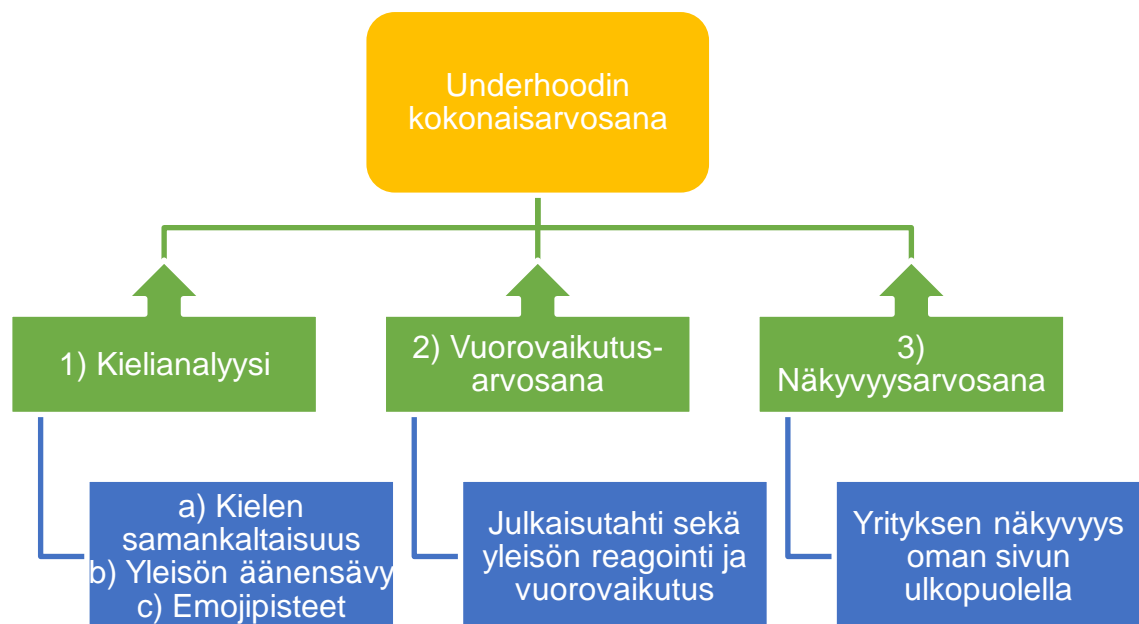 Underhoodin
kokonaisarvosana
1) Kielianalyysi
2) Vuorovaikutus-
arvosana
3)
Näkyvyysarvosana
a) Kielen
samankaltaisuus
b) Yleisön äänensävy
c) Emojipisteet
Julkaisutahti sekä
yleisön reagointi ja
vuorovaikutus
Yrityksen näkyvyys
oman sivun
ulkopuolella